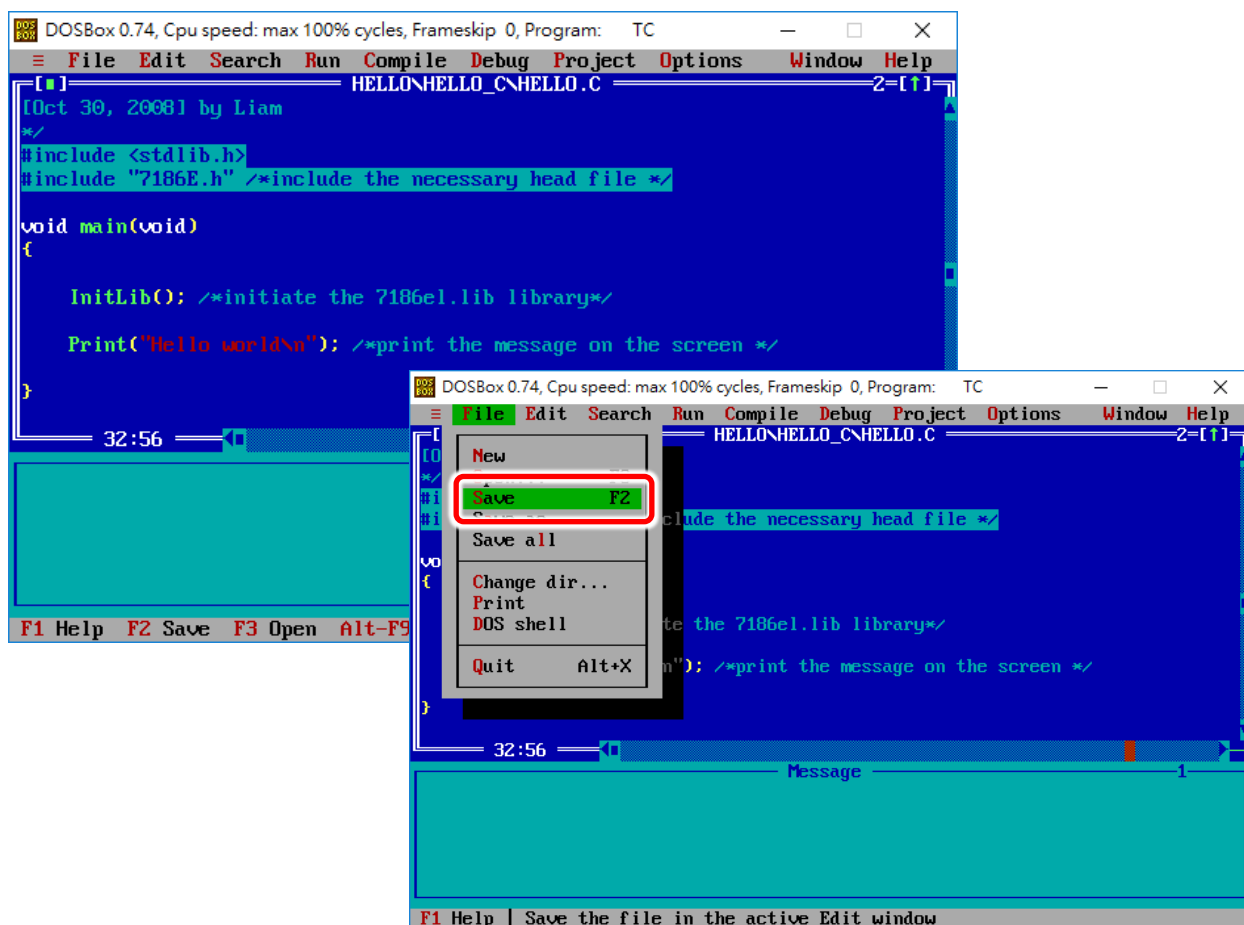 DOSBox 0.74, Cpu speed: max 100% cycles, Frameskip 0, Program: TC
≡ File Edit Search Run Compile Debug Project Options Window Help
[■] HELLO\HELLO_C\HELLO.C 2=[↑]
[Oct 30, 2008] by Liam
*/
#include <stdlib.h>
#include "7186E.h" /*include the necessary head file */
void main(void)
{
InitLib(); /*initiate the 7186el.lib library*/
Print("Hello world\n"); /*print the message on the screen */
}
32:56
F1 Help F2 Save F3 Open Alt-F9
DOSBox 0.74, Cpu speed: max 100% cycles, Frameskip 0, Program: TC
≡ File Edit Search Run Compile Debug Project Options Window Help
[ HELLO\HELLO_C\HELLO.C 2=[↑]
[O
*/
#i
#i clude the necessary head file */
vo
{
te the 7186el.lib library*/
n"); /*print the message on the screen */
}
New
Save F2
Save all
Change dir...
Print
DOS shell
Quit Alt+X
32:56
Message 1
F1 Help | Save the file in the active Edit window